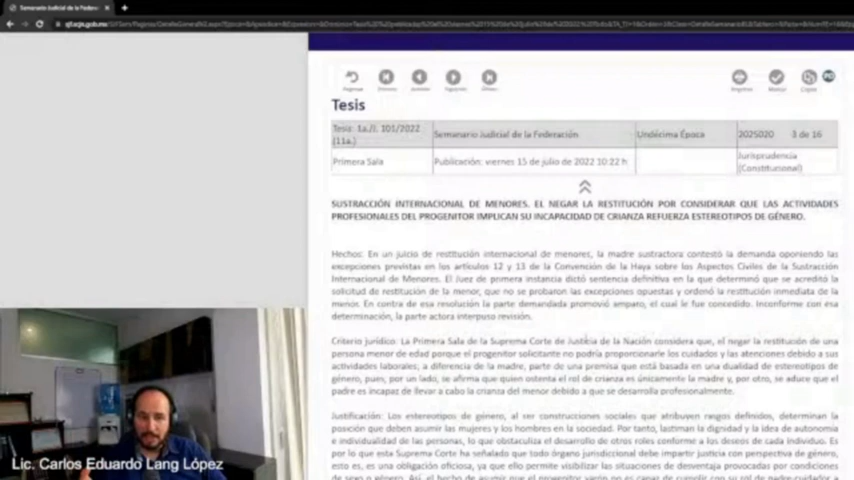 Semanario Judicial de la Federac
Tesis
Tesis: 1a./J. 101/2022
(11a.)
Semanario Judicial de la Federación
Undécima Época
2025020 3 de 16
Primera Sala
Publicación: viernes 15 de julio de 2022 10:22 h
Jurisprudencia
(Constitucional)
SUSTRACCIÓN INTERNACIONAL DE MENORES. EL NEGAR LA RESTITUCIÓN POR CONSIDERAR QUE LAS ACTIVIDADES
PROFESIONALES DEL PROGENITOR IMPLICAN SU INCAPACIDAD DE CRIANZA REFUERZA ESTEREOTIPOS DE GÉNERO.
Hechos: En un juicio de restitución internacional de menores, la madre sustractora contestó la demanda oponiendo las
excepciones previstas en los artículos 12 y 13 de la Convención de la Haya sobre los Aspectos Civiles de la Sustracción
Internacional de Menores. El Juez de primera instancia dictó sentencia definitiva en la que determinó que se acreditó la
solicitud de restitución de la menor, que no se probaron las excepciones opuestas y ordenó la restitución inmediata de la
menor. En contra de esa resolución la parte demandada promovió amparo, el cual le fue concedido. Inconforme con esa
determinación, la parte actora interpuso revisión.
Criterio jurídico: La Primera Sala de la Suprema Corte de Justicia de la Nación considera que, el negar la restitución de una
persona menor de edad porque el progenitor solicitante no podría proporcionarle los cuidados y las atenciones debido a sus
actividades laborales, a diferencia de la madre, parte de una premisa que está basada en una dualidad de estereotipos de
género, pues, por un lado, se afirma que quien ostenta el rol de crianza es únicamente la madre y, por otro, se aduce que el
padre es incapaz de llevar a cabo la crianza del menor debido a que se desarrolla profesionalmente.
Justificación: Los estereotipos de género, al ser construcciones sociales que atribuyen rasgos definidos, determinan la
posición que deben asumir las mujeres y los hombres en la sociedad. Por tanto, lastiman la dignidad y la idea de autonomía
e individualidad de las personas, lo que obstaculiza el desarrollo de otros roles conforme a los deseos de cada individuo. Es
por lo que esta Suprema Corte ha señalado que todo órgano jurisdiccional debe impartir justicia con perspectiva de género,
esto es, es una obligación oficiosa, ya que ello permite visibilizar las situaciones de desventaja provocadas por condiciones
Lic. Carlos Eduardo Lang López